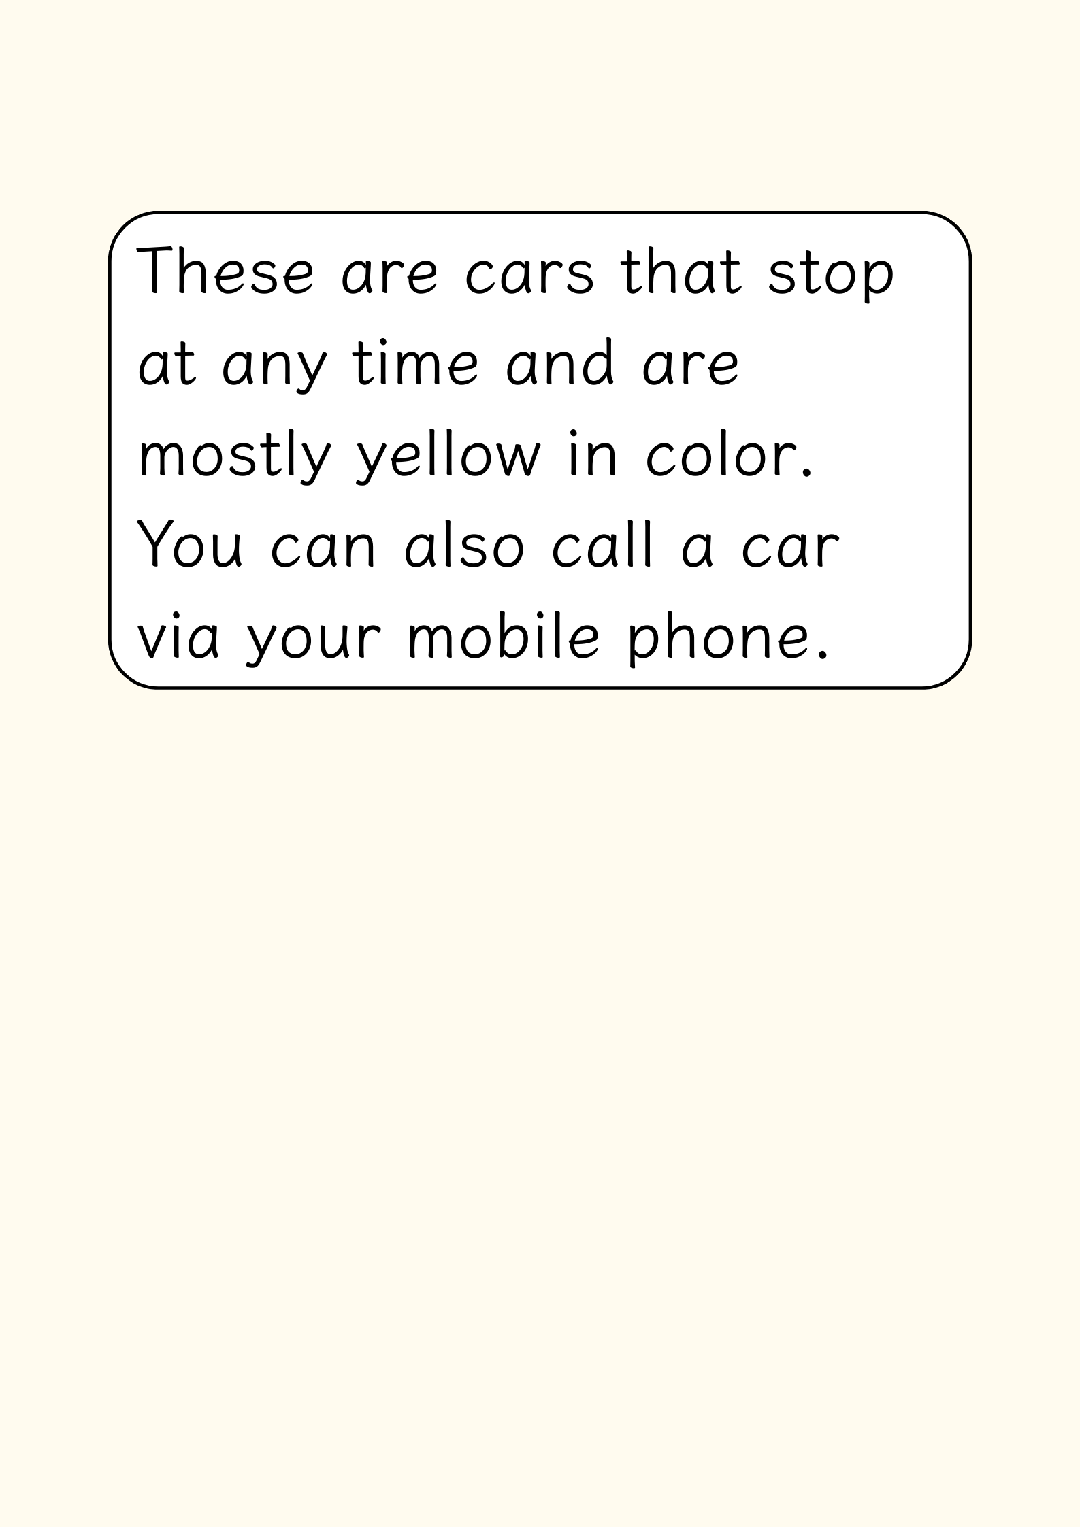 These are cars that stop
at any time and are
mostly yellow in color.
You can also call a car
via your mobile phone.